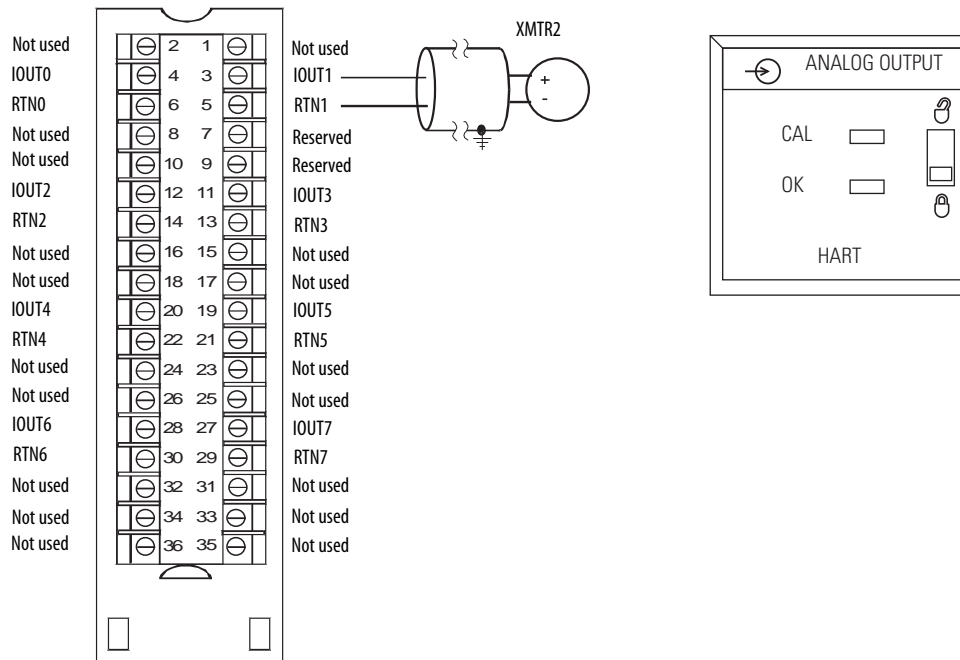 XMTR2
ANALOG OUTPUT
CAL
OK
HART
Not used 2 1 Not used
IOUT0 4 3 IOUT1 +
RTN0 6 5 RTN1 -
Not used 8 7 Reserved
Not used 10 9 Reserved
IOUT2 12 11 IOUT3
RTN2 14 13 RTN3
Not used 16 15 Not used
Not used 18 17 Not used
IOUT4 20 19 IOUT5
RTN4 22 21 RTN5
Not used 24 23 Not used
Not used 26 25 Not used
IOUT6 28 27 IOUT7
RTN6 30 29 RTN7
Not used 32 31 Not used
Not used 34 33 Not used
Not used 36 35 Not used